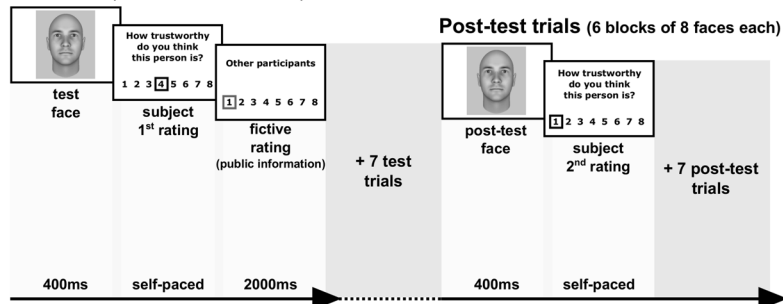 Post-test trials (6 blocks of 8 faces each)
How trustworthy
do you think
this person is?
1 2 3 4 5 6 7 8
test
face
subject
1st rating
Other participants
1 2 3 4 5 6 7 8
fictive
rating
(public information)
+ 7 test
trials
post-test
face
How trustworthy
do you think
this person is?
1 2 3 4 5 6 7 8
subject
2nd rating
+ 7 post-test
trials
400ms
self-paced
2000ms
400ms
self-paced